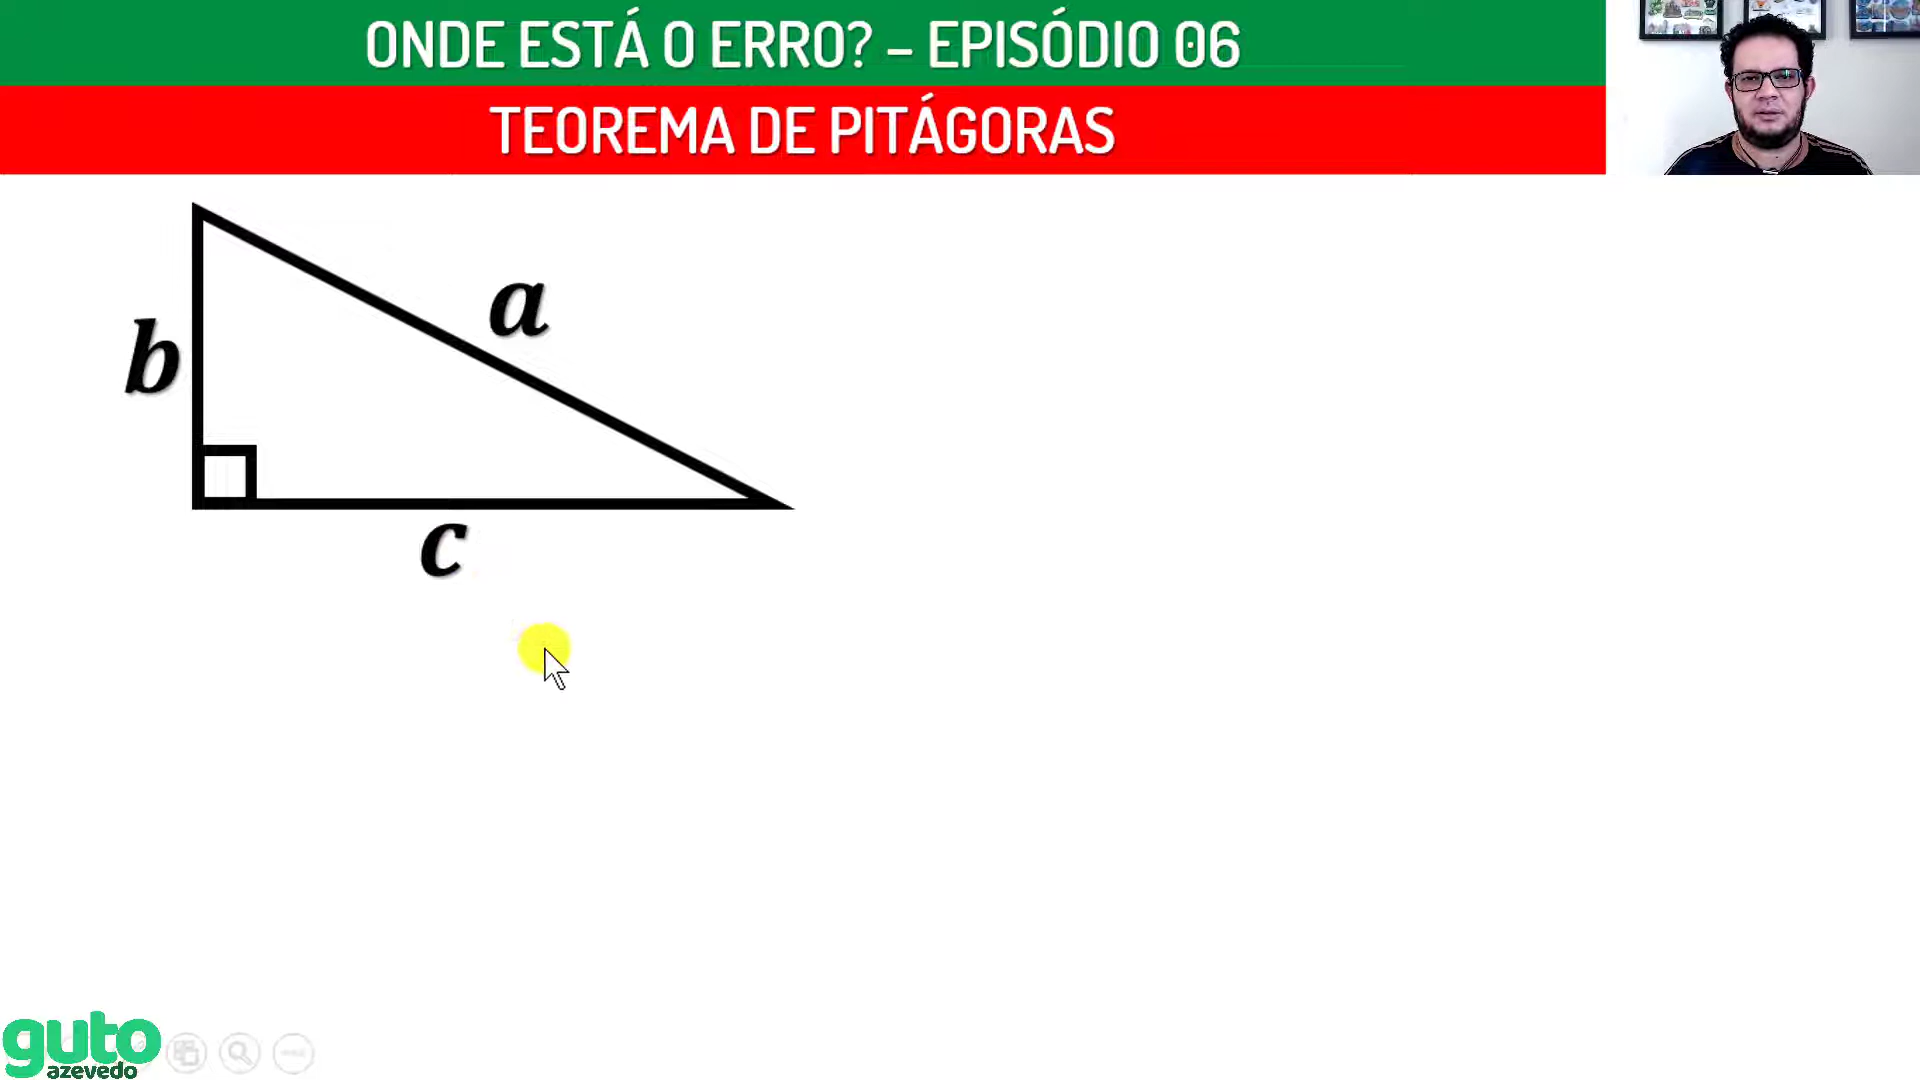 ONDE ESTÁ O ERRO? – EPISÓDIO 06
TEOREMA DE PITÁGORAS
a
b
c
guto
azevedo